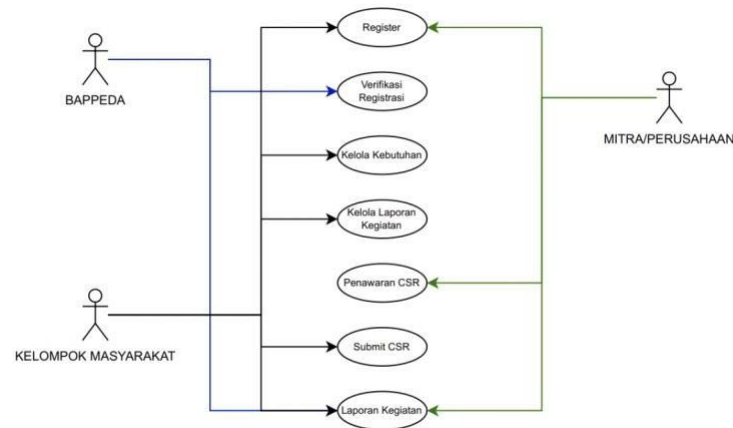 Register
BAPPEDA
Verifikasi
Registrasi
MITRA/PERUSAHAAN
Kelola Kebutuhan
Kelola Laporan
Kegiatan
Penawaran CSR
KELOMPOK MASYARAKAT
Submit CSR
Laporan Kegiatan